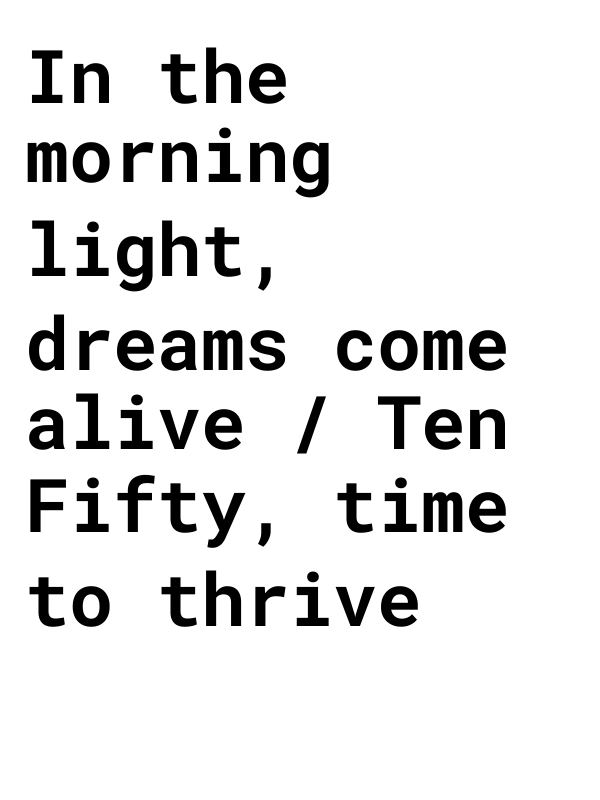 In the
morning
light,
dreams come
alive / Ten
Fifty, time
to thrive